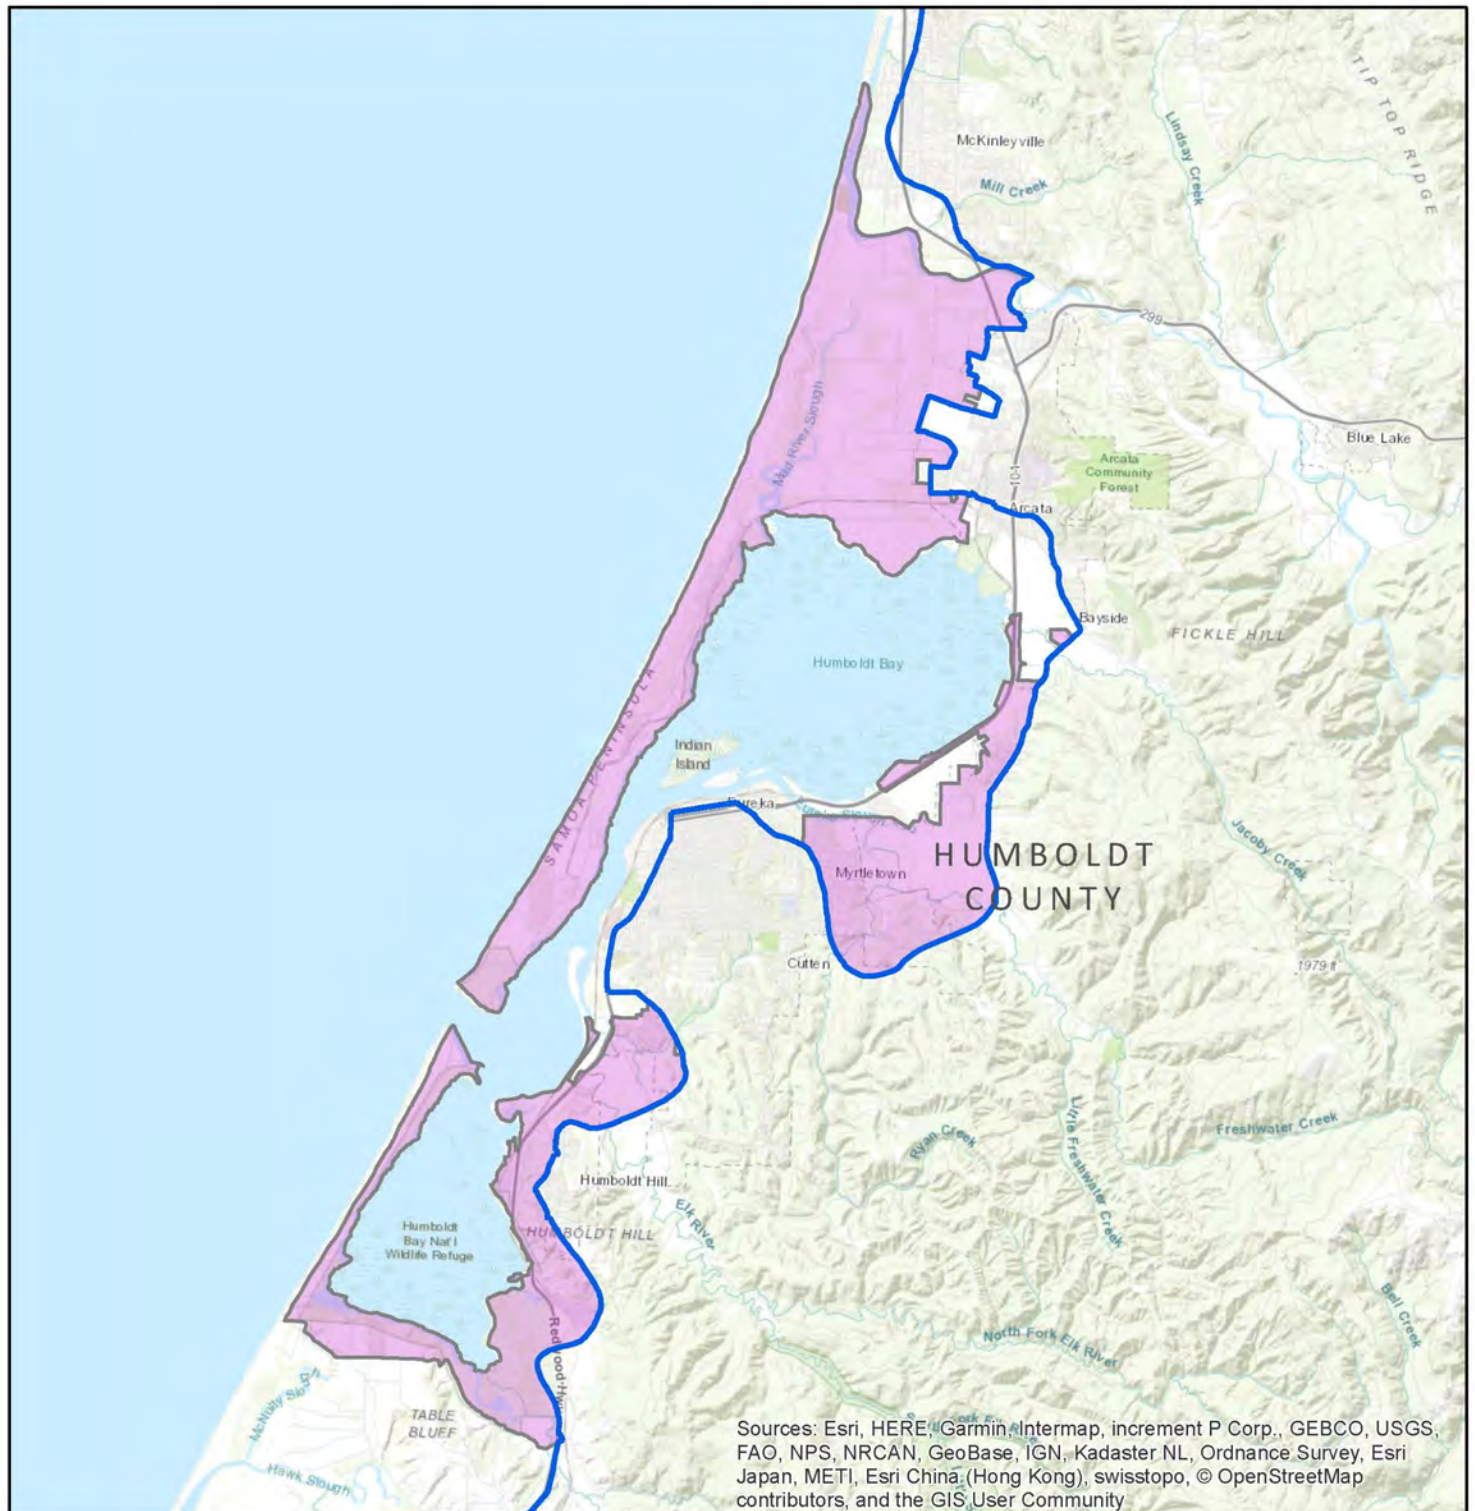 TIP TOP RIDGE
Lindsay Creek
McKinleyville
Mill Creek
299
Mad River Slough
Blue Lake
Arcata
Community
Forest
101
Arcata
Bayside
FICKLE HILL
Humboldt Bay
SAMOA PENINSULA
Indian
Island
Eureka
Eureka Slough
Jacoby Creek
HUMBOLDT
COUNTY
Myrtletown
Cutten
1979 ft
Little Freshwater Creek
Freshwater Creek
Ryan Creek
Humboldt Hill
Elk River
HUMBOLDT HILL
Humboldt
Bay Nat'l
Wildlife Refuge
Bell Creek
North Fork Elk River
Redwood Hwy
McNulty Slough
TABLE
BLUFF
Hawk Slough
Sources: Esri, HERE, Garmin, Intermap, increment P Corp., GEBCO, USGS,
FAO, NPS, NRCAN, GeoBase, IGN, Kadaster NL, Ordnance Survey, Esri
Japan, METI, Esri China (Hong Kong), swisstopo, © OpenStreetMap
contributors, and the GIS User Community